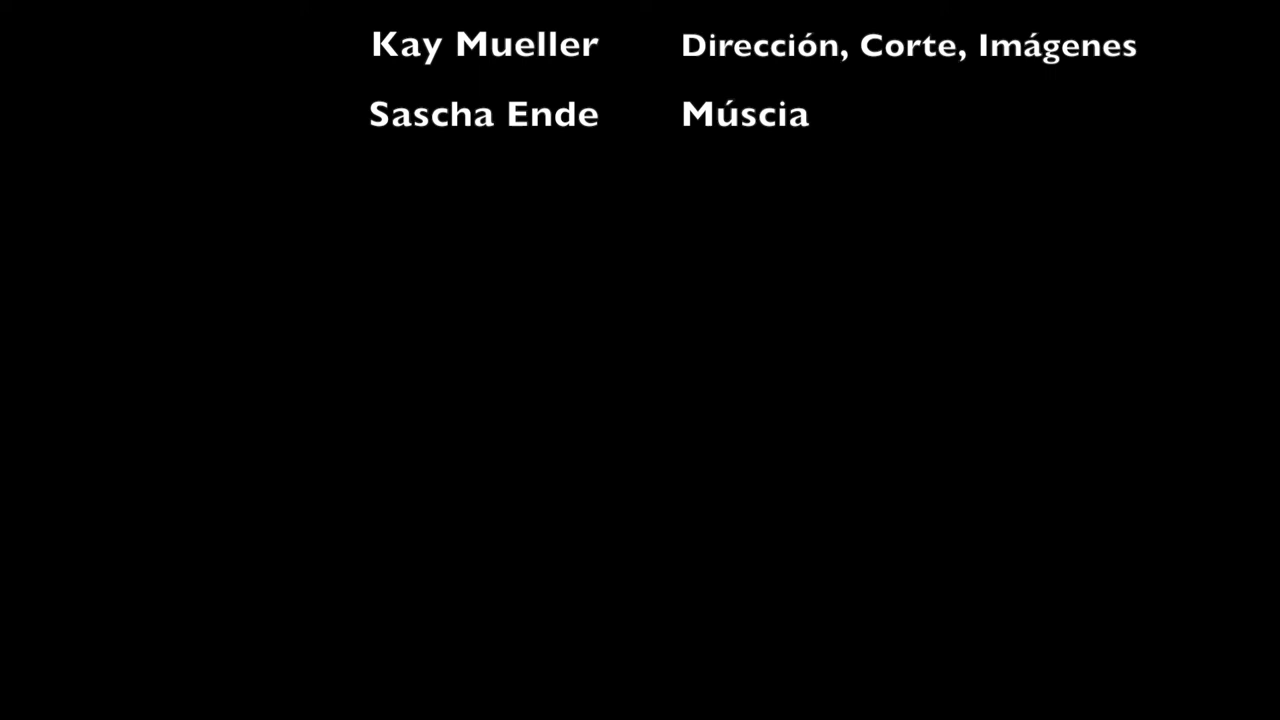 Kay Mueller Dirección, Corte, Imágenes
Sascha Ende Múscia